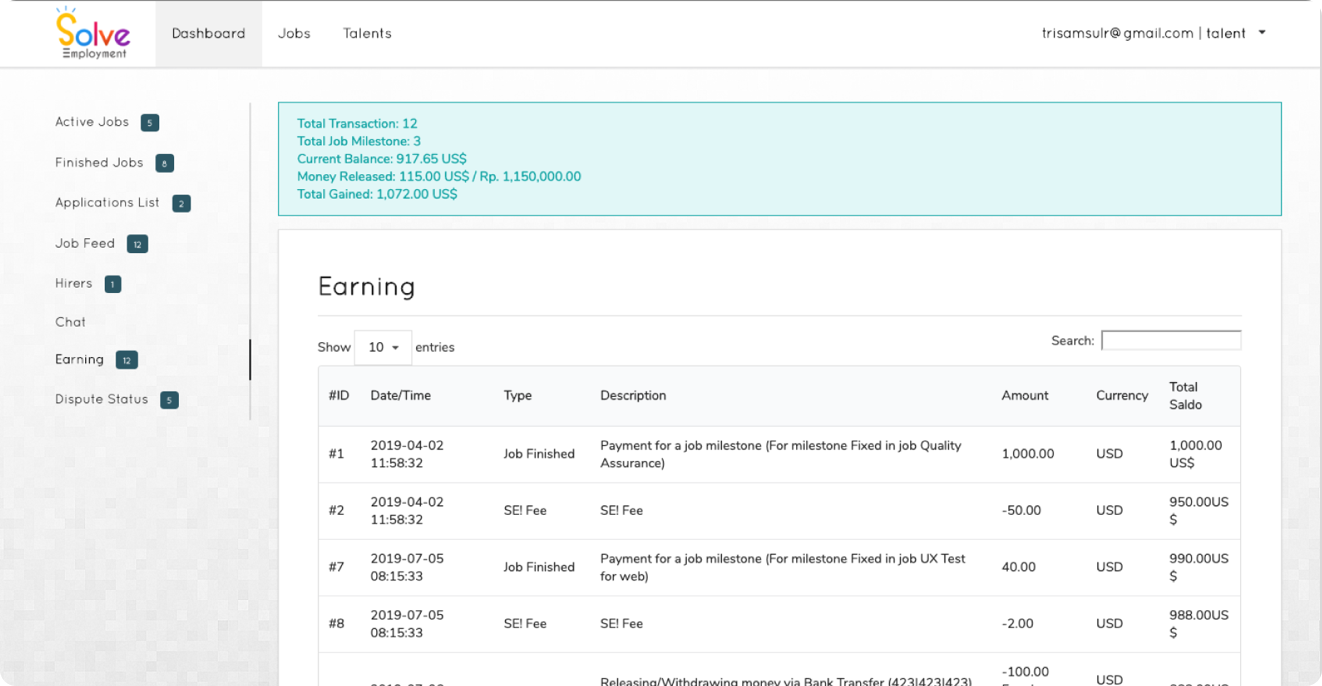 Solve
Employment
Dashboard
Jobs
Talents
trisamsulr@gmail.com | talent
Active Jobs 5
Finished Jobs 8
Applications List 2
Job Feed 12
Hirers 1
Chat
Earning 12
Dispute Status 5
Total Transaction: 12
Total Job Milestone: 3
Current Balance: 917.65 US$
Money Released: 115.00 US$ / Rp. 1,150,000.00
Total Gained: 1,072.00 US$
Earning
Show 10 entries
Search:
#ID Date/Time Type Description Amount Currency Total
Saldo
#1 2019-04-02
11:58:32
Job Finished
Payment for a job milestone (For milestone Fixed in job Quality
Assurance)
1,000.00
USD
1,000.00
US$
#2 2019-04-02
11:58:32
SE! Fee
SE! Fee
-50.00
USD
950.00US
$
#7 2019-07-05
08:15:33
Job Finished
Payment for a job milestone (For milestone Fixed in job UX Test
for web)
40.00
USD
990.00US
$
#8 2019-07-05
08:15:33
SE! Fee
SE! Fee
-2.00
USD
988.00US
$
Releasing/Withdrawing money via Bank Transfer (423|423|423)
-100.00
USD